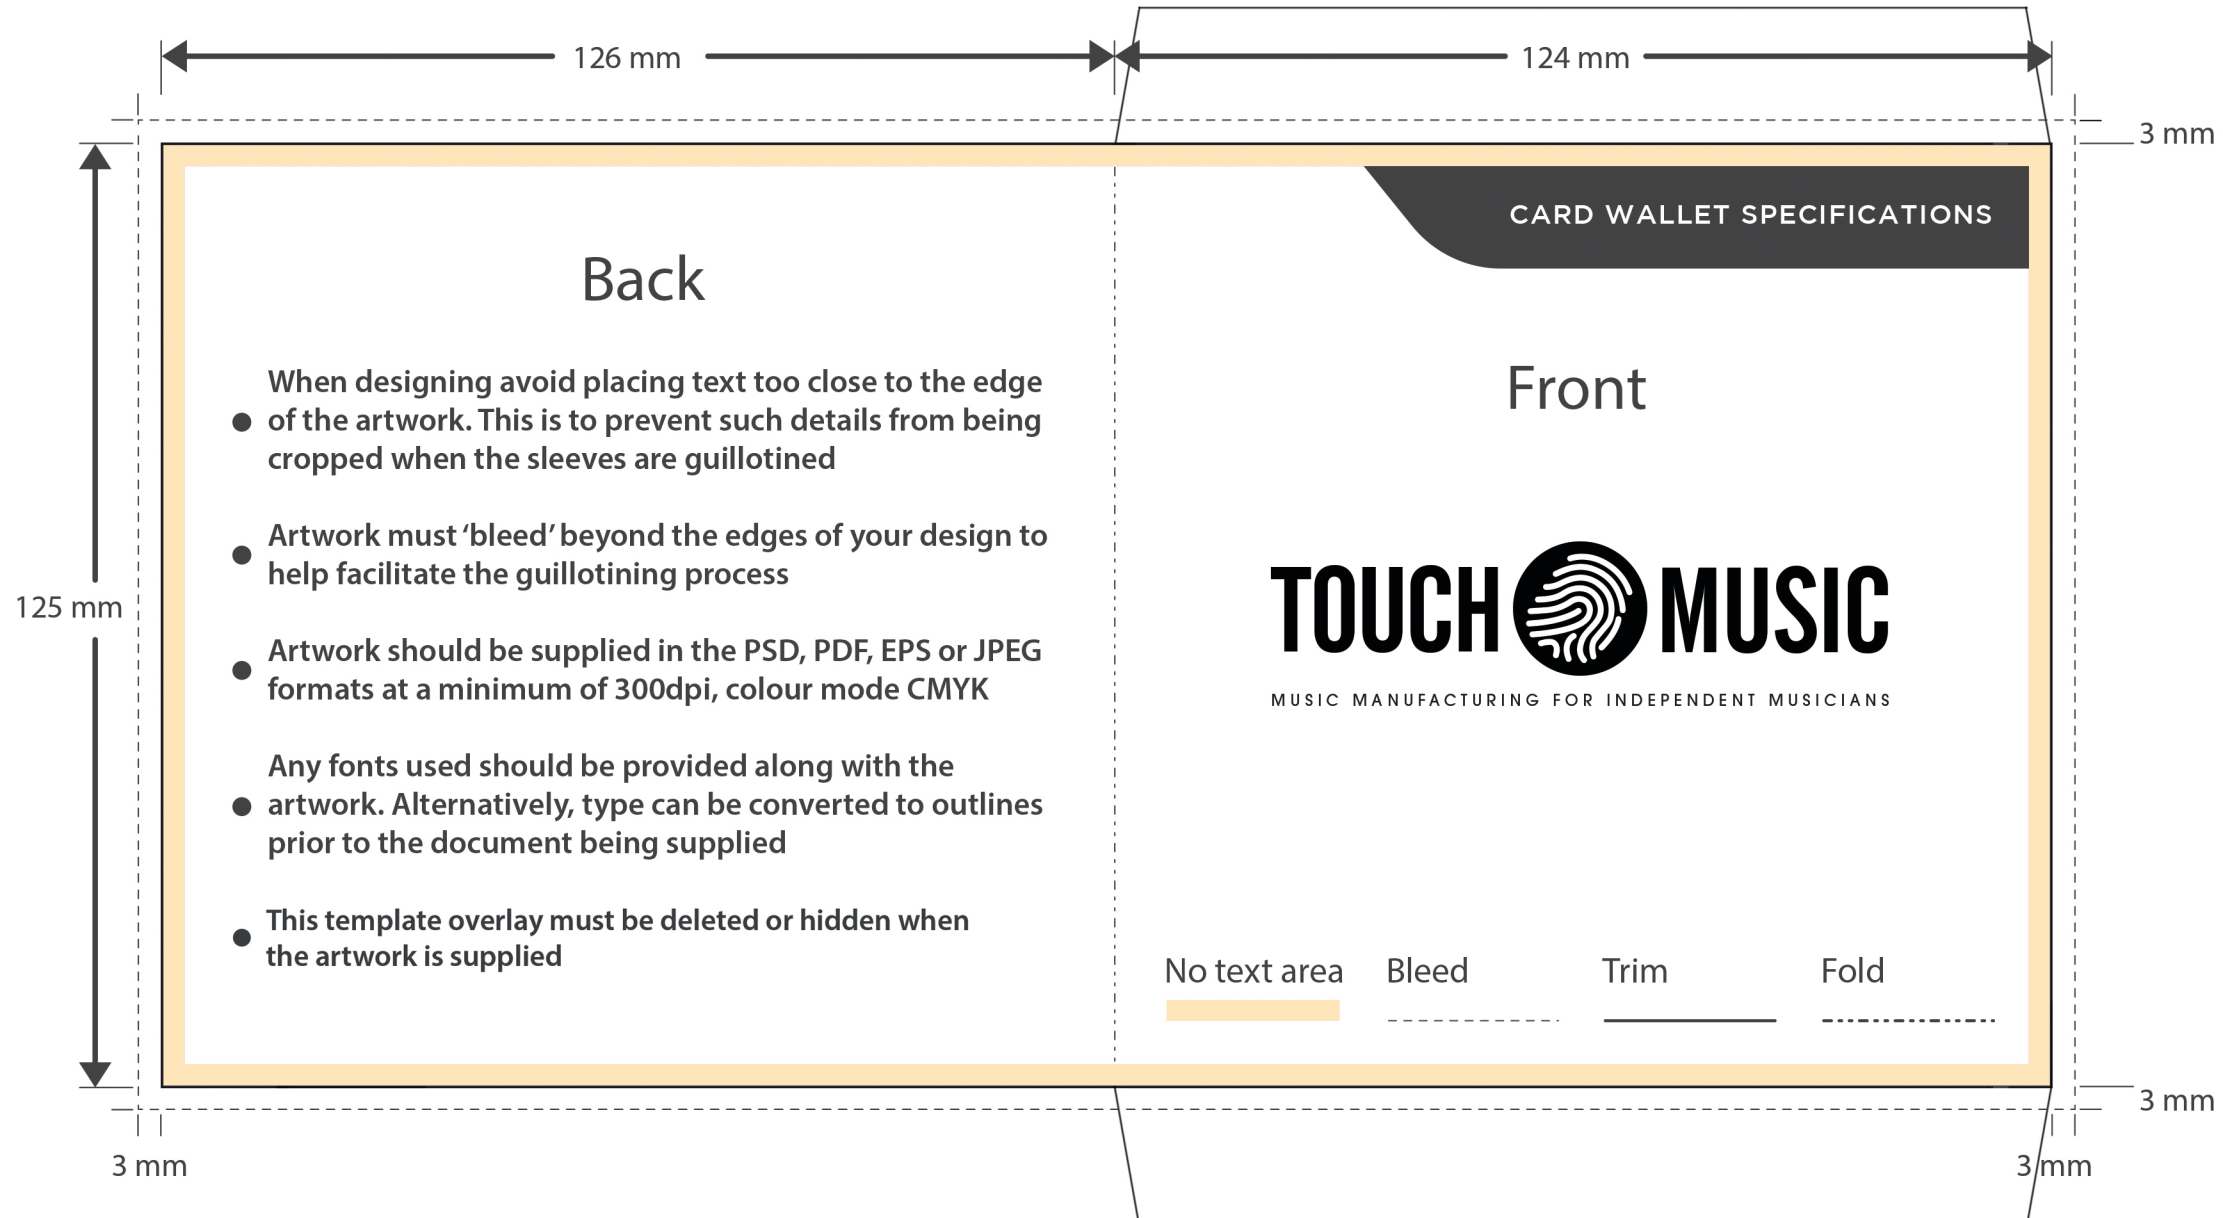 126 mm
124 mm
3 mm
CARD WALLET SPECIFICATIONS
Back
When designing avoid placing text too close to the edge
of the artwork. This is to prevent such details from being
cropped when the sleeves are guillotined
Artwork must ‘bleed’ beyond the edges of your design to
help facilitate the guillotining process
Artwork should be supplied in the PSD, PDF, EPS or JPEG
formats at a minimum of 300dpi, colour mode CMYK
Any fonts used should be provided along with the
artwork. Alternatively, type can be converted to outlines
prior to the document being supplied
This template overlay must be deleted or hidden when
the artwork is supplied
125 mm
Front
TOUCH MUSIC
MUSIC MANUFACTURING FOR INDEPENDENT MUSICIANS
No text area
Bleed
Trim
Fold
3 mm
3 mm
3 mm